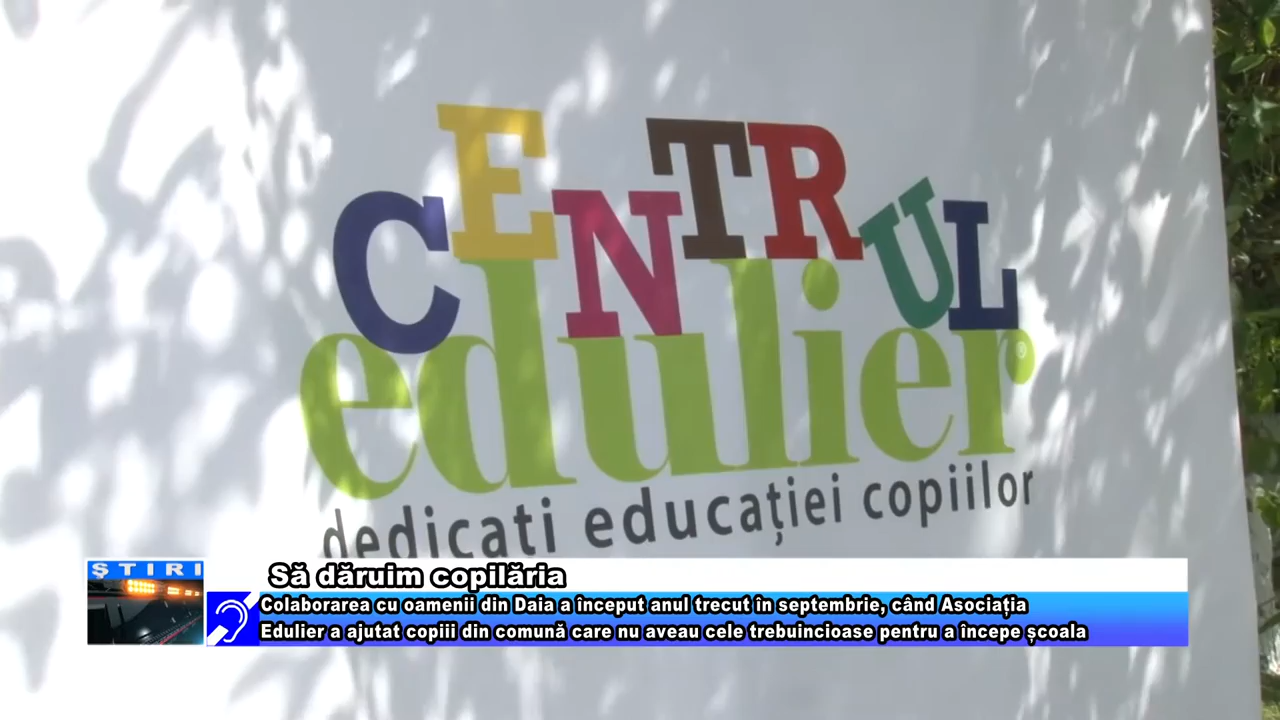 CENTRUL
edulier®
dedicati educației copiilor
ŞTIRI
Să dăruim copilăria
Colaborarea cu oamenii din Daia a început anul trecut în septembrie, când Asociația
Edulier a ajutat copiii din comună care nu aveau cele trebuincioase pentru a începe școala